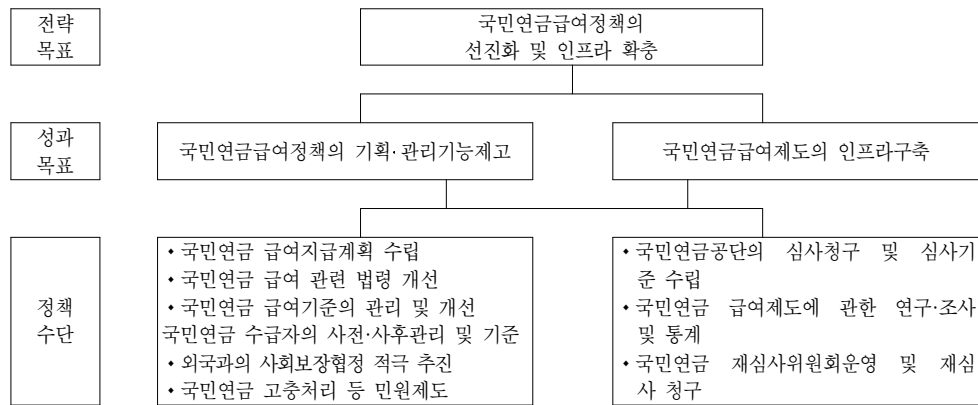 전략
목표
국민연금급여정책의
선진화 및 인프라 확충
성과
목표
국민연금급여정책의 기획·관리기능제고
국민연금급여제도의 인프라구축
정책
수단
• 국민연금 급여지급계획 수립
• 국민연금 급여 관련 법령 개선
• 국민연금 급여기준의 관리 및 개선
국민연금 수급자의 사전·사후관리 및 기준
• 외국과의 사회보장협정 적극 추진
• 국민연금 고충처리 등 민원제도
• 국민연금공단의 심사청구 및 심사기
준 수립
• 국민연금 급여제도에 관한 연구·조사
및 통계
• 국민연금 재심사위원회운영 및 재심
사 청구